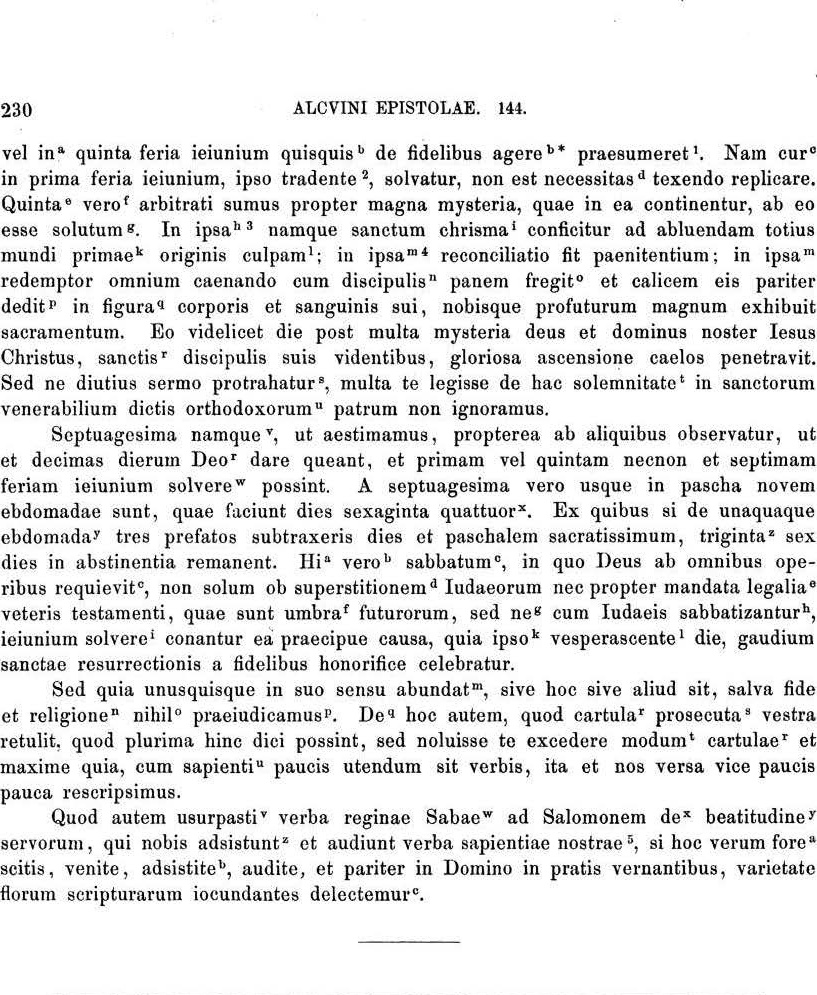 230 ALCVINI EPISTOLAE. 144.
vel in ᵃ quinta feria ieiunium quisquis ᵇ de fidelibus agere ᵇ* praesumeret ¹. Nam cur ᶜ
in prima feria ieiunium, ipso tradente ², solvatur, non est necessitas ᵈ texendo replicare.
Quinta ᵉ vero ᶠ arbitrati sumus propter magna mysteria, quae in ea continentur, ab eo
esse solutum ᵍ. In ipsa ʰ ³ namque sanctum chrisma ⁱ conficitur ad abluendam totius
mundi primae ᵏ originis culpam ˡ; in ipsa ᵐ ⁴ reconciliatio fit paenitentium; in ipsa ᵐ
redemptor omnium caenando cum discipulis ⁿ panem fregit ᵒ et calicem eis pariter
dedit ᵖ in figura q corporis et sanguinis sui, nobisque profuturum magnum exhibuit
sacramentum. Eo videlicet die post multa mysteria deus et dominus noster Iesus
Christus, sanctis ʳ discipulis suis videntibus, gloriosa ascensione caelos penetravit.
Sed ne diutius sermo protrahatur ˢ, multa te legisse de hac solemnitate ᵗ in sanctorum
venerabilium dictis orthodoxorum ᵘ patrum non ignoramus.
Septuagesima namque ᵛ, ut aestimamus, propterea ab aliquibus observatur, ut
et decimas dierum Deo ʳ dare queant, et primam vel quintam necnon et septimam
feriam ieiunium solvere ʷ possint. A septuagesima vero usque in pascha novem
ebdomadae sunt, quae faciunt dies sexaginta quattuor ˣ. Ex quibus si de unaquaque
ebdomada ʸ tres prefatos subtraxeris dies et paschalem sacratissimum, triginta ᶻ sex
dies in abstinentia remanent. Hi ᵃ vero ᵇ sabbatum ᶜ, in quo Deus ab omnibus ope-
ribus requievit ᶜ, non solum ob superstitionem ᵈ Iudaeorum nec propter mandata legalia ᵉ
veteris testamenti, quae sunt umbra ᶠ futurorum, sed ne ᵍ cum Iudaeis sabbatizantur ʰ,
ieiunium solvere ⁱ conantur ea praecipue causa, quia ipso ᵏ vesperascente ˡ die, gaudium
sanctae resurrectionis a fidelibus honorifice celebratur.
Sed quia unusquisque in suo sensu abundat ᵐ, sive hoc sive aliud sit, salva fide
et religione ⁿ nihil ᵒ praeiudicamus ᵖ. De q hoc autem, quod cartula ʳ prosecuta ˢ vestra
retulit, quod plurima hinc dici possint, sed noluisse te excedere modum ᵗ cartulae ʳ et
maxime quia, cum sapienti ᵘ paucis utendum sit verbis, ita et nos versa vice paucis
pauca rescripsimus.
Quod autem usurpasti ᵛ verba reginae Sabae ʷ ad Salomonem de ˣ beatitudine ʸ
servorum, qui nobis adsistunt ᶻ et audiunt verba sapientiae nostrae ⁵, si hoc verum fore ᵃ
scitis, venite, adsistite ᵇ, audite, et pariter in Domino in pratis vernantibus, varietate
florum scripturarum iocundantes delectemur ᶜ.